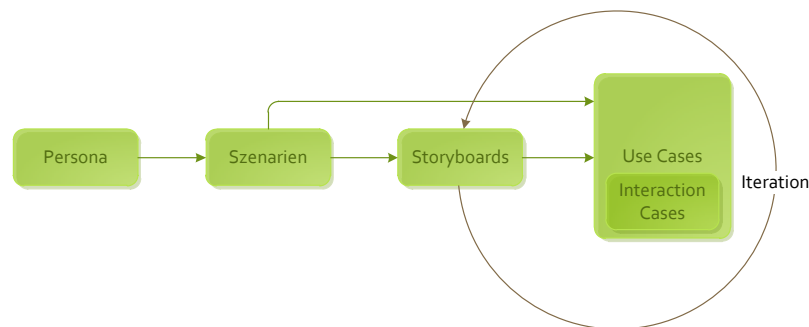 Persona
Szenarien
Storyboards
Use Cases
Interaction
Cases
Iteration